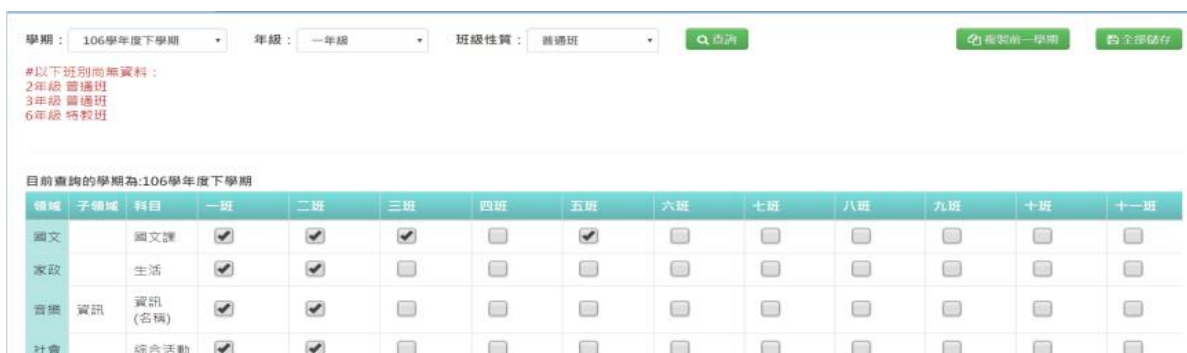 學期： 106學年度下學期 年級： 一年級 班級性質： 普通班 查詢 複製前一學期 全部儲存
#以下班別尚無資料：
2年級 普通班
3年級 普通班
6年級 特教班
目前查詢的學期為:106學年度下學期
領域 子領域 科目 一班 二班 三班 四班 五班 六班 七班 八班 九班 十班 十一班
國文 國文課
家政 生活
音樂 資訊 資訊
(名稱)
社會 綜合活動